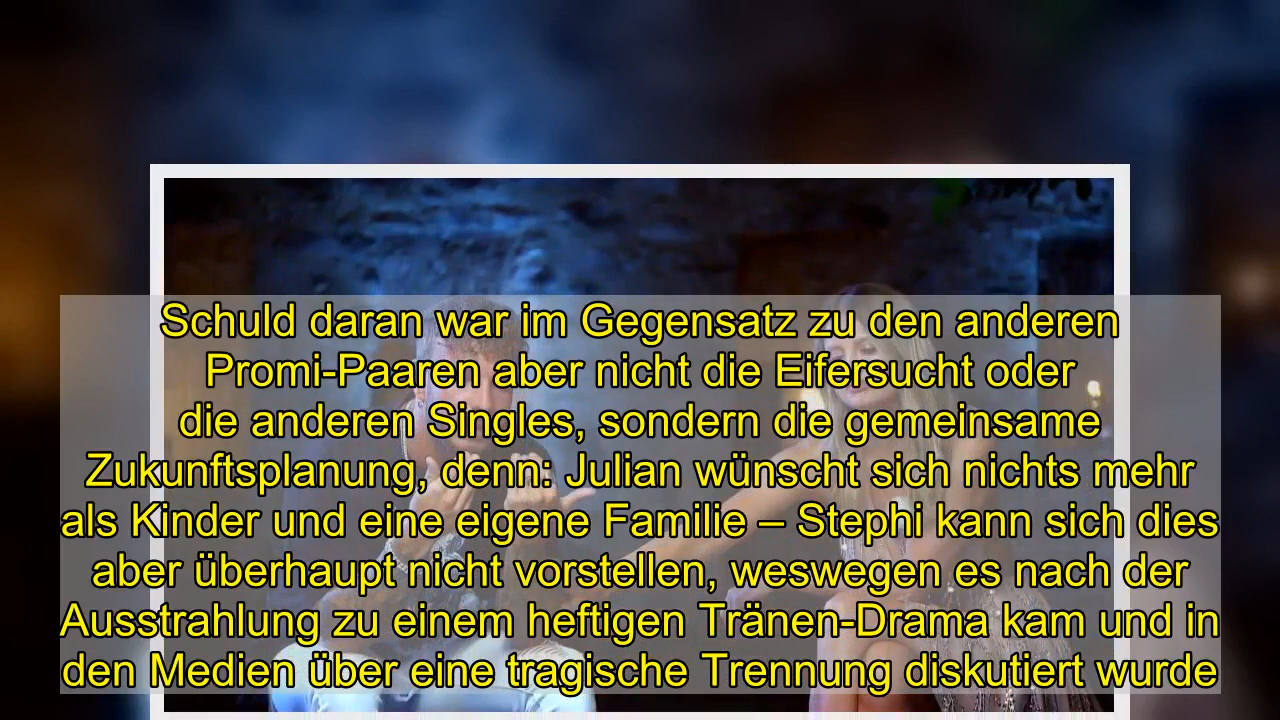 Schuld daran war im Gegensatz zu den anderen
Promi-Paaren aber nicht die Eifersucht oder
die anderen Singles, sondern die gemeinsame
Zukunftsplanung, denn: Julian wünscht sich nichts mehr
als Kinder und eine eigene Familie – Stephi kann sich dies
aber überhaupt nicht vorstellen, weswegen es nach der
Ausstrahlung zu einem heftigen Tränen-Drama kam und in
den Medien über eine tragische Trennung diskutiert wurde